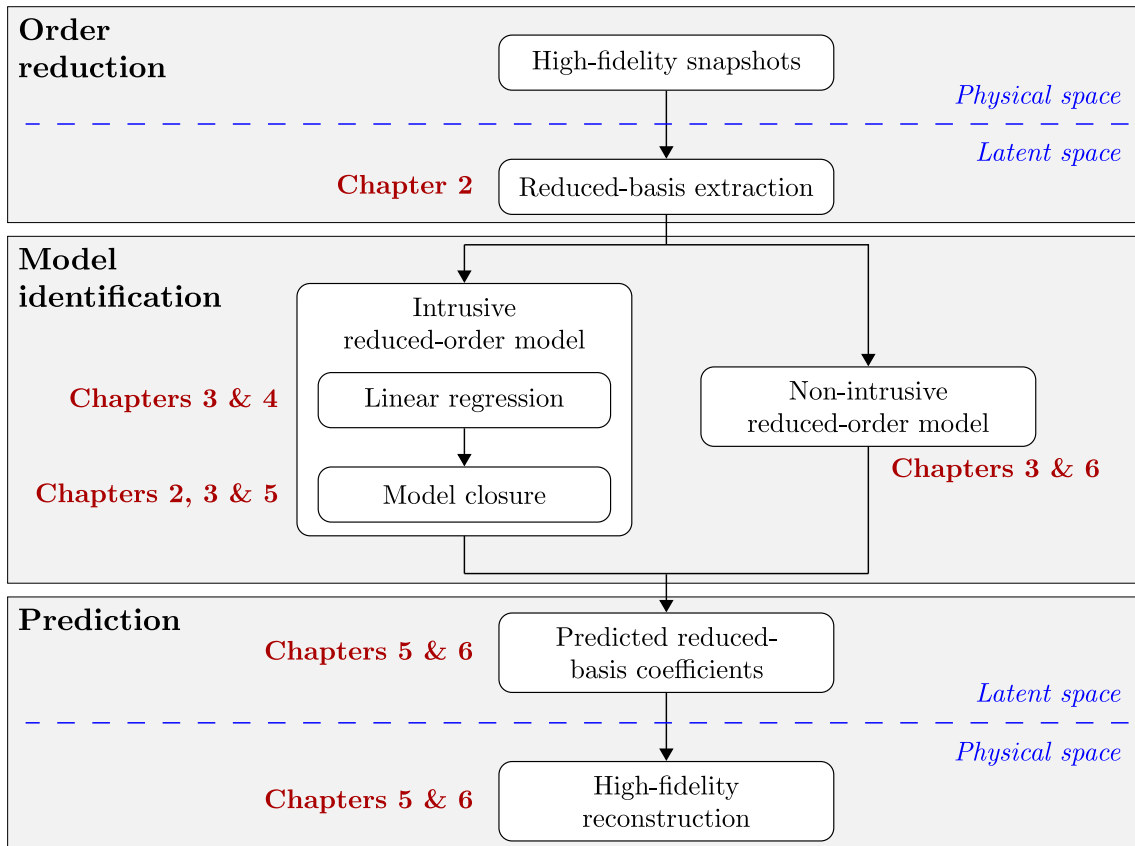 Order
reduction
High-fidelity snapshots
Physical space
Latent space
Chapter 2
Reduced-basis extraction
Model
identification
Intrusive
reduced-order model
Chapters 3 & 4
Linear regression
Non-intrusive
reduced-order model
Chapters 3 & 6
Chapters 2, 3 & 5
Model closure
Prediction
Chapters 5 & 6
Predicted reduced-
basis coefficients
Latent space
Physical space
Chapters 5 & 6
High-fidelity
reconstruction